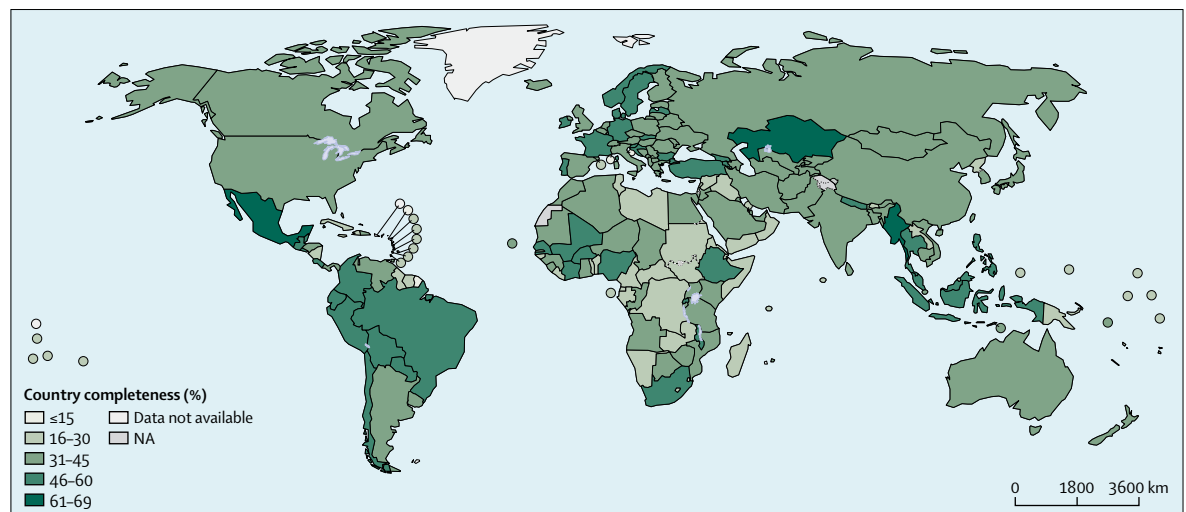 Country completeness (%)
≤15
Data not available
16–30
NA
31–45
46–60
61–69
0 1800 3600 km